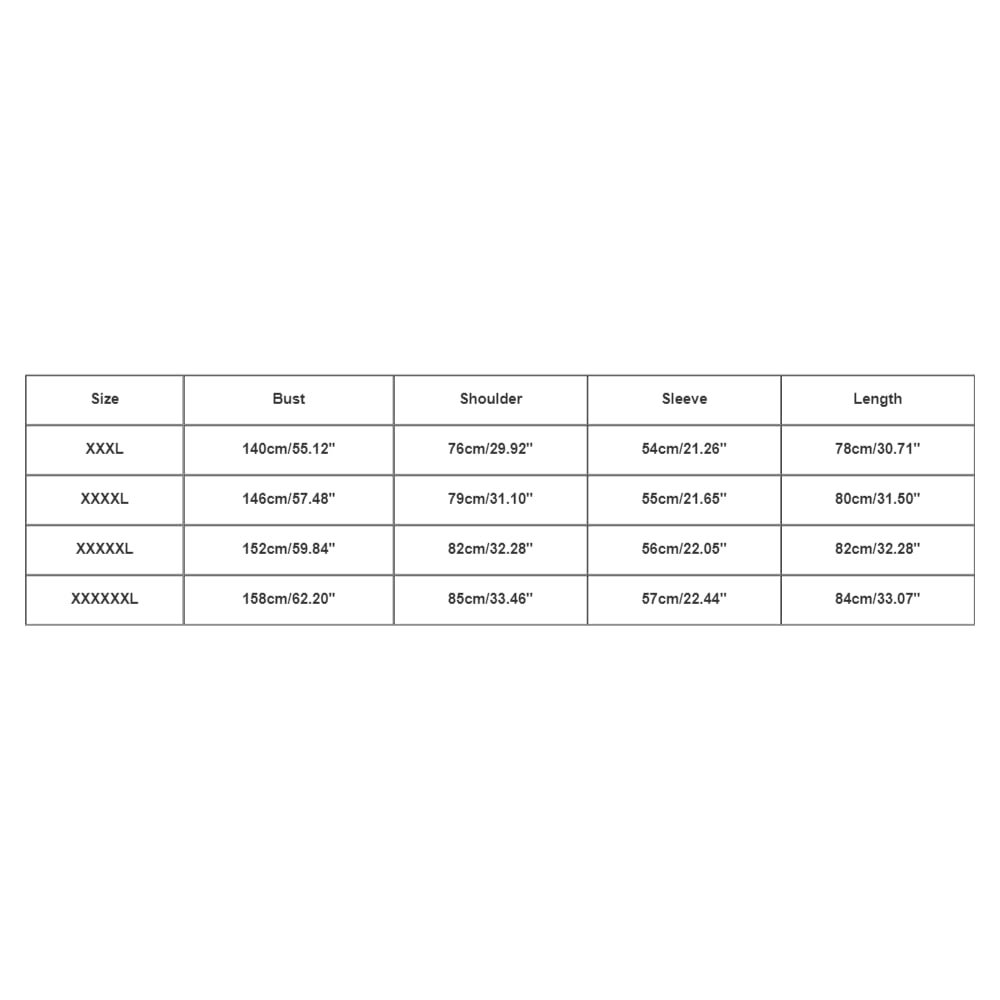 Size Bust Shoulder Sleeve Length
XXXL 140cm/55.12" 76cm/29.92" 54cm/21.26" 78cm/30.71"
XXXXL 146cm/57.48" 79cm/31.10" 55cm/21.65" 80cm/31.50"
XXXXXL 152cm/59.84" 82cm/32.28" 56cm/22.05" 82cm/32.28"
XXXXXXL 158cm/62.20" 85cm/33.46" 57cm/22.44" 84cm/33.07"